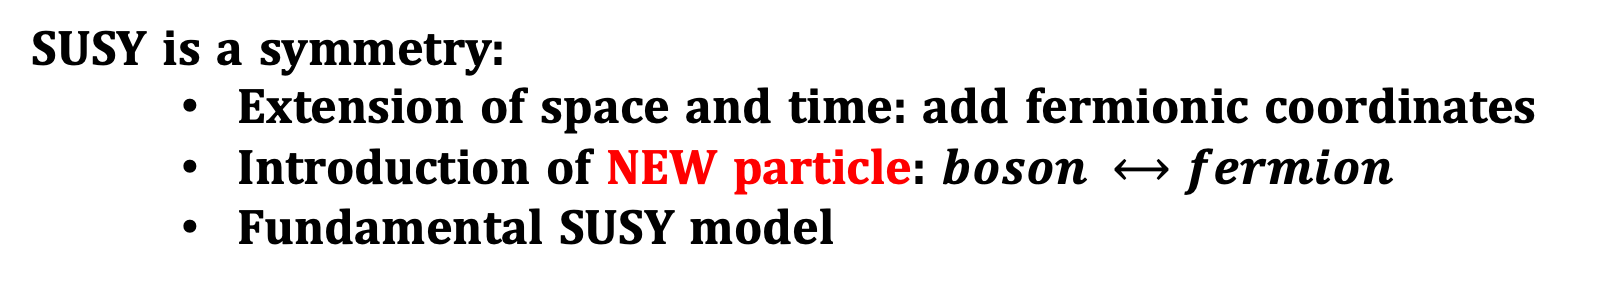 SUSY is a symmetry:
• Extension of space and time: add fermionic coordinates
• Introduction of NEW particle: boson ⟷ fermion
• Fundamental SUSY model